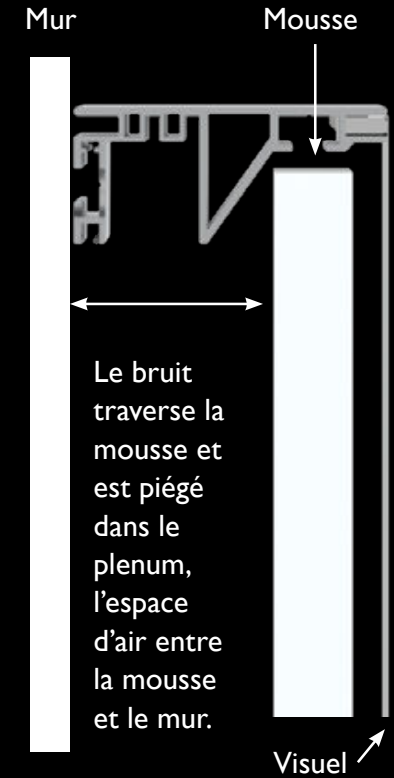 Mur
Mousse
Le bruit
traverse la
mousse et
est piégé
dans le
plenum,
l’espace
d’air entre
la mousse
et le mur.
Visuel